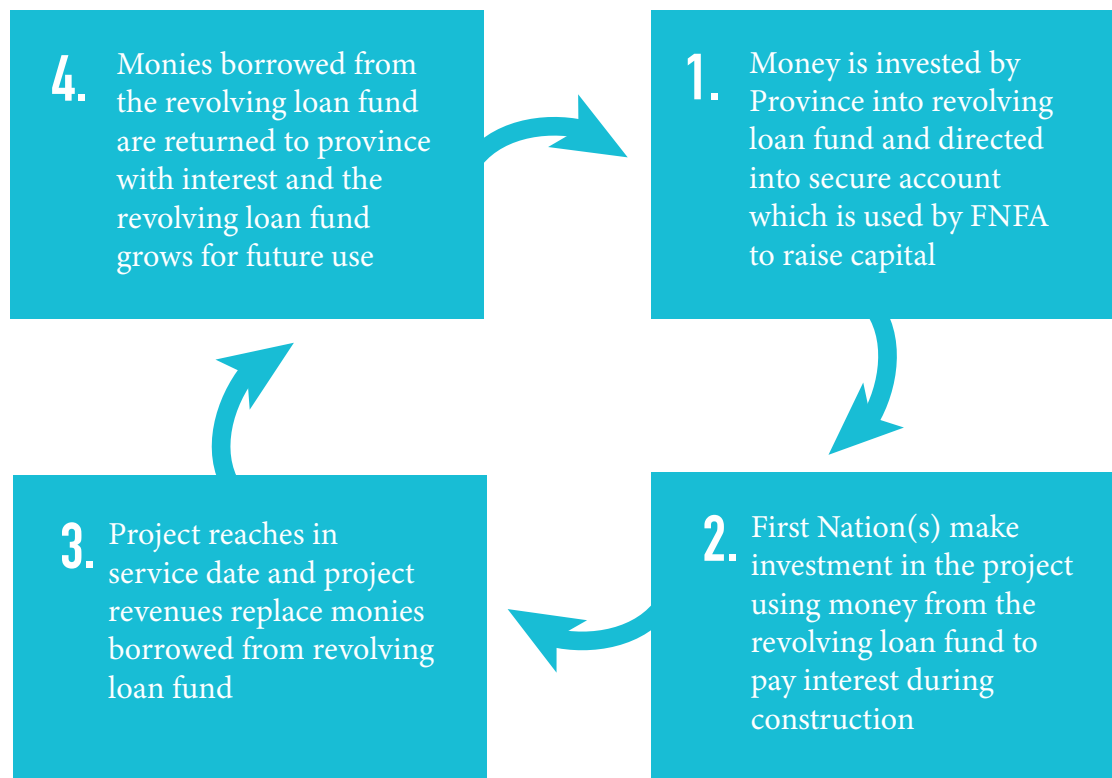 1. Money is invested by
Province into revolving
loan fund and directed
into secure account
which is used by FNFA
to raise capital
2. First Nation(s) make
investment in the project
using money from the
revolving loan fund to
pay interest during
construction
3. Project reaches in
service date and project
revenues replace monies
borrowed from revolving
loan fund
4. Monies borrowed from
the revolving loan fund
are returned to province
with interest and the
revolving loan fund
grows for future use